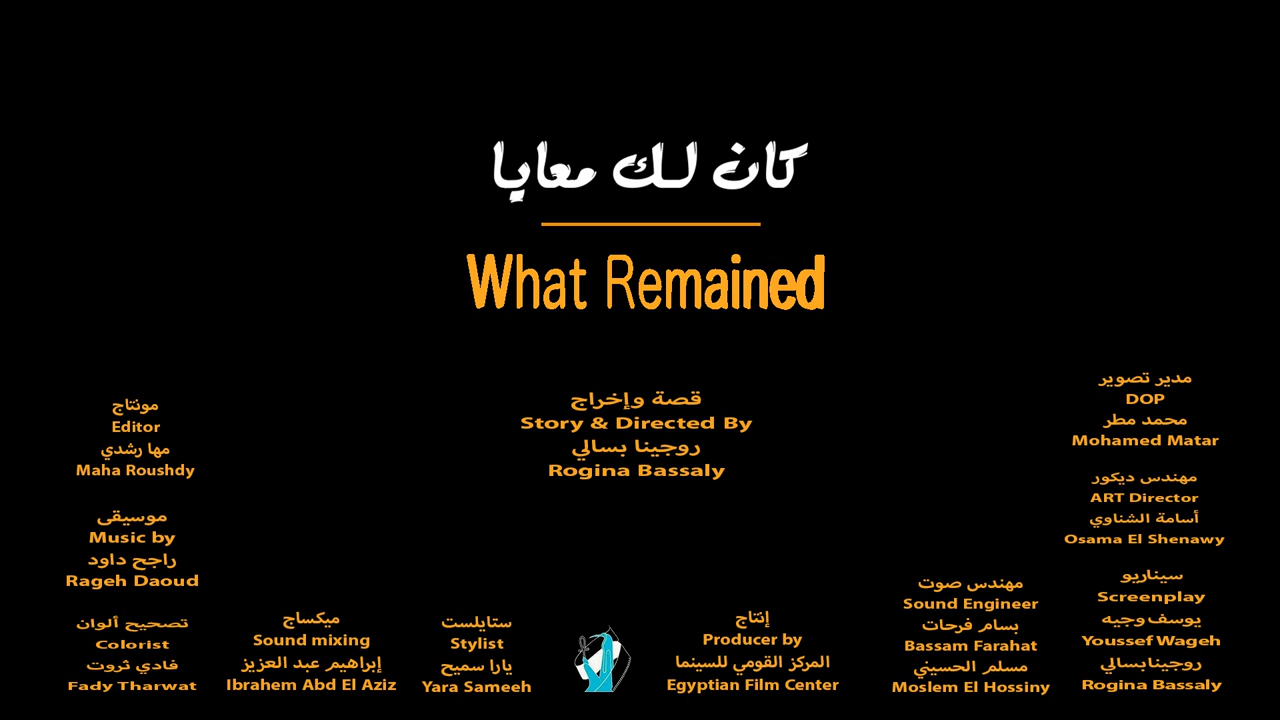 كان لك معايا
What Remained
قصة وإخراج
Story & Directed By
روجينا بسالي
Rogina Bassaly
مدير تصوير
DOP
محمد مطر
Mohamed Matar
مهندس ديكور
ART Director
أسامة الشناوي
Osama El Shenawy
سيناريو
Screenplay
يوسف وجيه
Youssef Wageh
روجينا بسالي
Rogina Bassaly
مهندس صوت
Sound Engineer
بسام فرحات
Bassam Farahat
مسلم الحسيني
Moslem El Hossiny
إنتاج
Producer by
المركز القومي للسينما
Egyptian Film Center
ستايلست
Stylist
يارا سميح
Yara Sameeh
ميكساج
Sound mixing
إبراهيم عبد العزيز
Ibrahem Abd El Aziz
مونتاج
Editor
مها رشدي
Maha Roushdy
موسيقى
Music by
راجح داود
Rageh Daoud
تصحيح ألوان
Colorist
فادي ثروت
Fady Tharwat